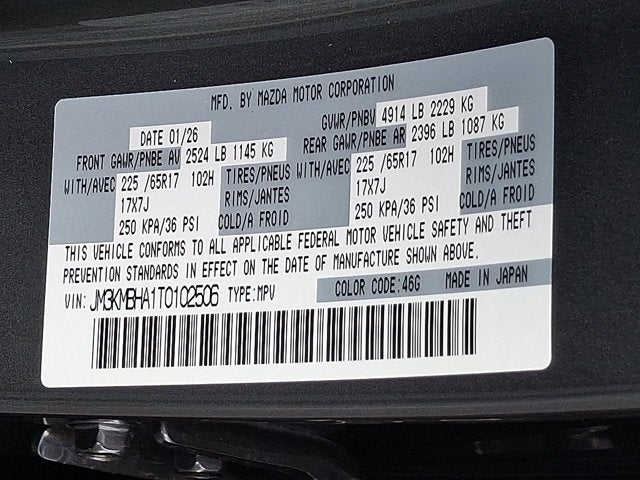 MFD. BY MAZDA MOTOR CORPORATION
DATE 01/26 GVWR/PNBV 4914 LB 2229 KG
FRONT GAWR/PNBE AV 2524 LB 1145 KG REAR GAWR/PNBE AR 2396 LB 1087 KG
WITH/AVEC 225 /65R17 102H TIRES/PNEUS WITH/AVEC 225 /65R17 102H TIRES/PNEUS
17X7J RIMS/JANTES 17X7J RIMS/JANTES
250 KPA/36 PSI COLD/A FROID 250 KPA/36 PSI COLD/A FROID
THIS VEHICLE CONFORMS TO ALL APPLICABLE FEDERAL MOTOR VEHICLE SAFETY AND THEFT
PREVENTION STANDARDS IN EFFECT ON THE DATE OF MANUFACTURE SHOWN ABOVE.
VIN: JM3KMBHA1T0102506 TYPE:MPV COLOR CODE:46G MADE IN JAPAN